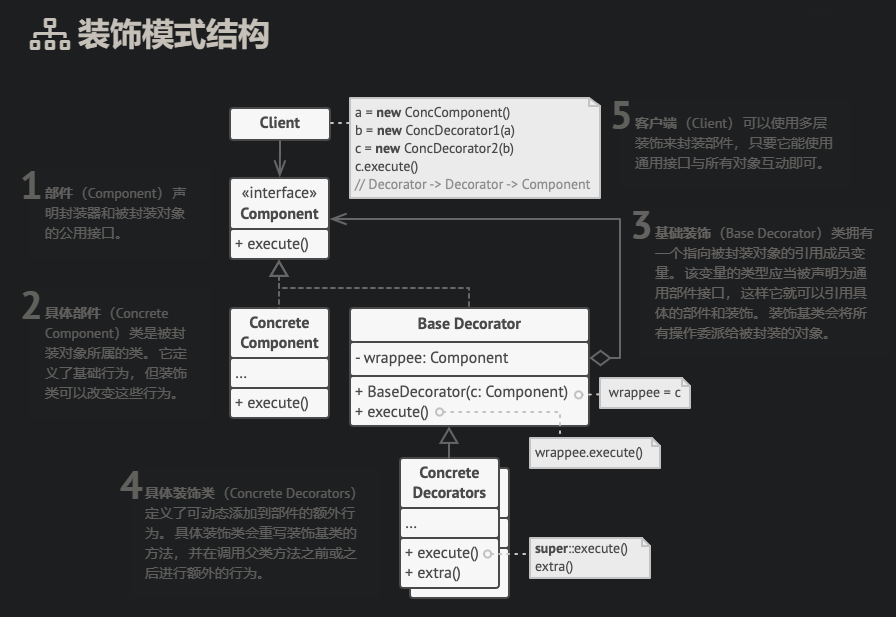 装饰模式结构
Client
a = new ConcComponent()
b = new ConcDecorator1(a)
c = new ConcDecorator2(b)
c.execute()
// Decorator -> Decorator -> Component
5 客户端（Client） 可以使用多层
装饰来封装部件，只要它能使用
通用接口与所有对象互动即可。
1 部件（Component） 声
明封装器和被封装对象
的公用接口。
«interface»
Component
+ execute()
3 基础装饰（Base Decorator） 类拥有
一个指向被封装对象的引用成员变
量。 该变量的类型应当被声明为通
用部件接口， 这样它就可以引用具
体的部件和装饰。 装饰基类会将所
有操作委派给被封装的对象。
2 具体部件（Concrete
Component） 类是被封
装对象所属的类。 它定
义了基础行为， 但装饰
类可以改变这些行为。
Concrete
Component
...
+ execute()
Base Decorator
- wrappee: Component
+ BaseDecorator(c: Component)
+ execute()
wrappee = c
wrappee.execute()
4 具体装饰类（Concrete Decorators）
定义了可动态添加到部件的额外行
为。 具体装饰类会重写装饰基类的
方法， 并在调用父类方法之前或之
后进行额外的行为。
Concrete
Decorators
...
+ execute()
+ extra()
super::execute()
extra()